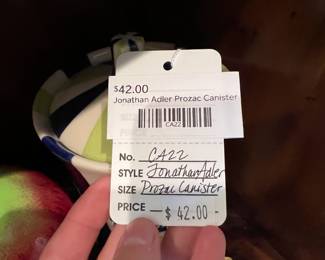 $42.00
Jonathan Adler Prozac Canister
CA22
No. CA22
STYLE Jonathan Adler
SIZE Prozac Canister
PRICE — $ 42.00 -